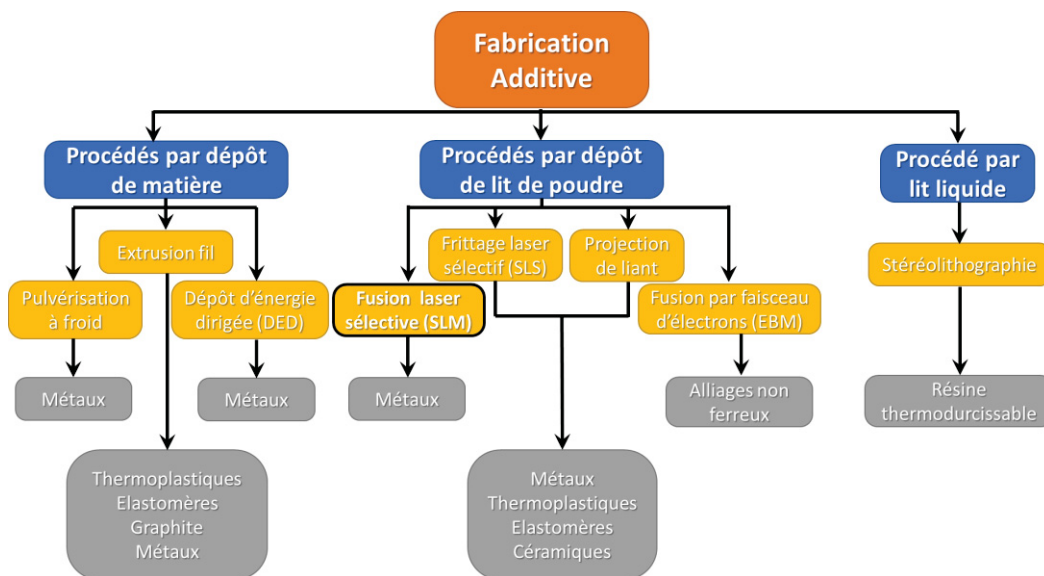 Fabrication
Additive
Procédés par dépôt
de matière
Procédés par dépôt
de lit de poudre
Procédé par
lit liquide
Extrusion fil
Frittage laser
sélectif (SLS)
Projection
de liant
Stéréolithographie
Pulvérisation
à froid
Dépôt d'énergie
dirigée (DED)
Fusion laser
sélective (SLM)
Fusion par faisceau
d'électrons (EBM)
Métaux
Métaux
Métaux
Alliages non
ferreux
Résine
thermodurcissable
Thermoplastiques
Elastomères
Graphite
Métaux
Métaux
Thermoplastiques
Elastomères
Céramiques